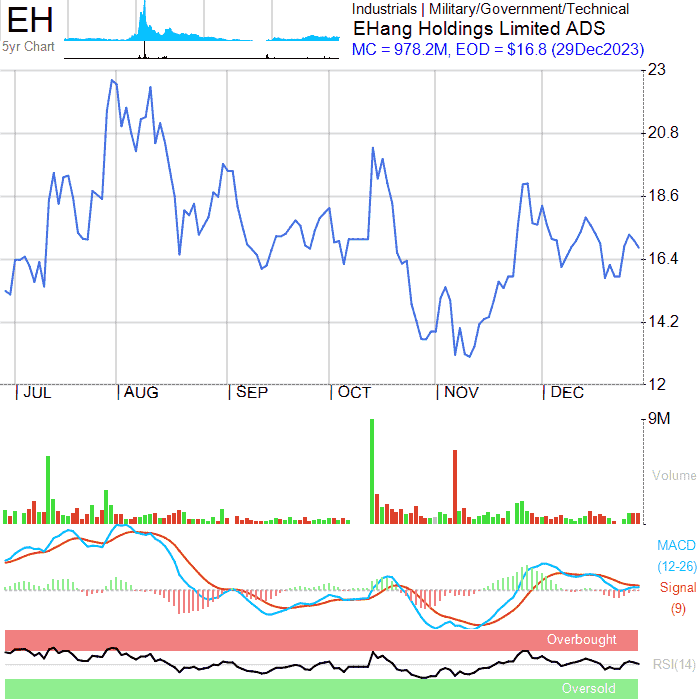 EH
5yr Chart
Industrials | Military/Government/Technical
EHang Holdings Limited ADS
MC = 978.2M, EOD = $16.8 (29Dec2023)
23
20.8
18.6
16.4
14.2
12
JUL
AUG
SEP
OCT
NOV
DEC
9M
Volume
MACD
(12-26)
Signal
(9)
Overbought
RSI(14)
Oversold